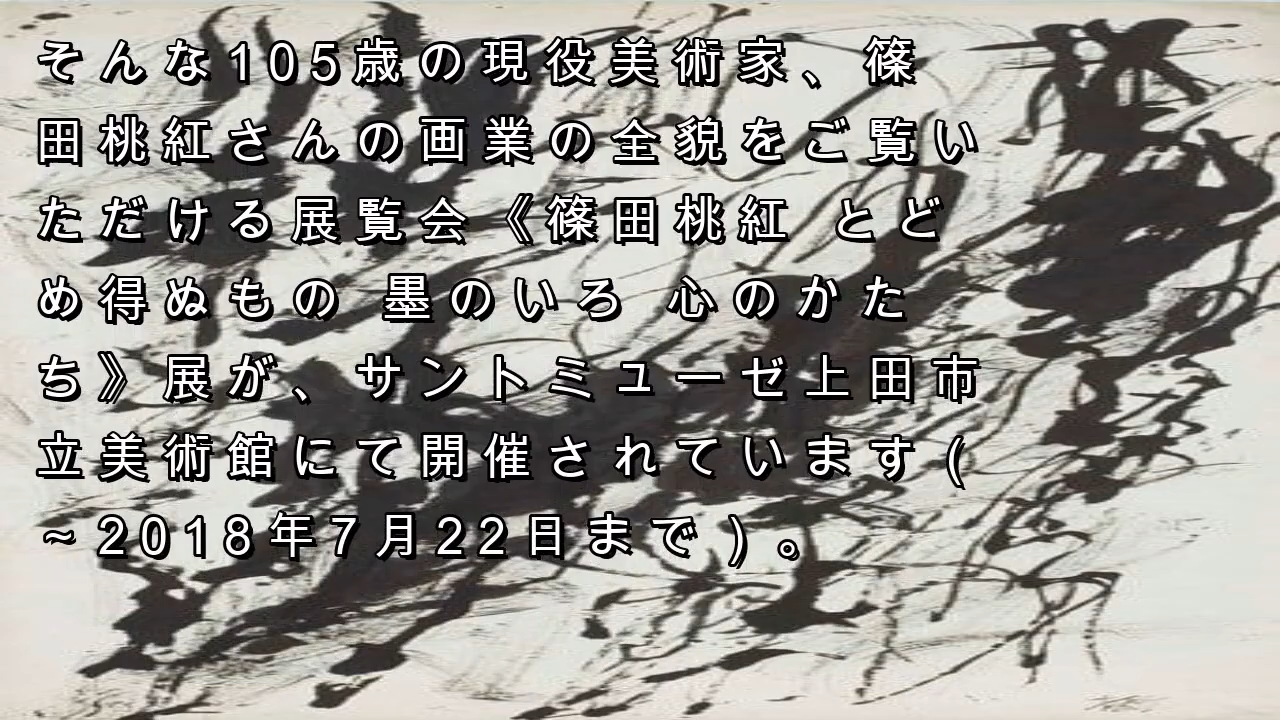 そんな105歳の現役美術家、篠
田桃紅さんの画業の全貌をご覧い
ただける展覧会《篠田桃紅 とど
め得ぬもの 墨のいろ 心のかた
ち》展が、サントミューゼ上田市
立美術館にて開催されています(
~2018年7月22日まで)。